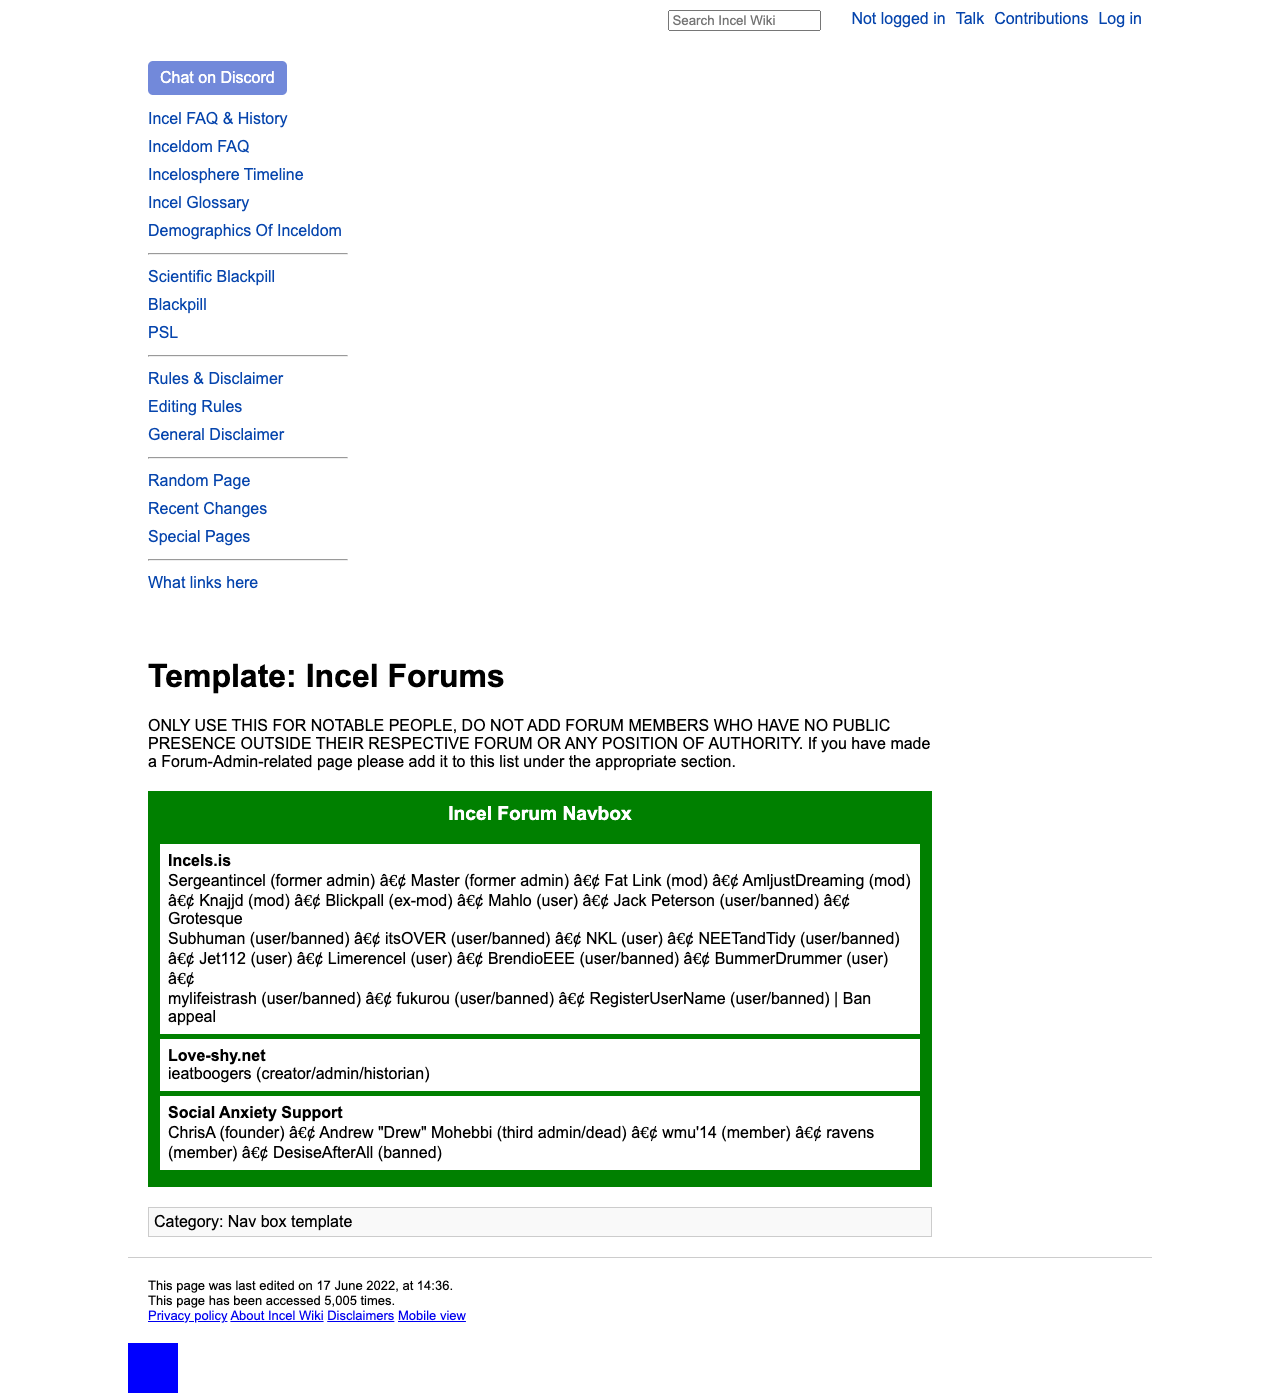 Search Incel Wiki
Not logged in Talk Contributions Log in
Chat on Discord
Incel FAQ & History
Inceldom FAQ
Incelosphere Timeline
Incel Glossary
Demographics Of Inceldom
Scientific Blackpill
Blackpill
PSL
Rules & Disclaimer
Editing Rules
General Disclaimer
Random Page
Recent Changes
Special Pages
What links here
Template: Incel Forums
ONLY USE THIS FOR NOTABLE PEOPLE, DO NOT ADD FORUM MEMBERS WHO HAVE NO PUBLIC
PRESENCE OUTSIDE THEIR RESPECTIVE FORUM OR ANY POSITION OF AUTHORITY. If you have made
a Forum-Admin-related page please add it to this list under the appropriate section.
Incel Forum Navbox
Incels.is
Sergeantincel (former admin) â€¢ Master (former admin) â€¢ Fat Link (mod) â€¢ AmljustDreaming (mod)
â€¢ Knajjd (mod) â€¢ Blickpall (ex-mod) â€¢ Mahlo (user) â€¢ Jack Peterson (user/banned) â€¢
Grotesque
Subhuman (user/banned) â€¢ itsOVER (user/banned) â€¢ NKL (user) â€¢ NEETandTidy (user/banned)
â€¢ Jet112 (user) â€¢ Limerencel (user) â€¢ BrendioEEE (user/banned) â€¢ BummerDrummer (user)
â€¢
mylifeistrash (user/banned) â€¢ fukurou (user/banned) â€¢ RegisterUserName (user/banned) | Ban
appeal
Love-shy.net
ieatboogers (creator/admin/historian)
Social Anxiety Support
ChrisA (founder) â€¢ Andrew "Drew" Mohebbi (third admin/dead) â€¢ wmu'14 (member) â€¢ ravens
(member) â€¢ DesiseAfterAll (banned)
Category: Nav box template
This page was last edited on 17 June 2022, at 14:36.
This page has been accessed 5,005 times.
Privacy policy About Incel Wiki Disclaimers Mobile view